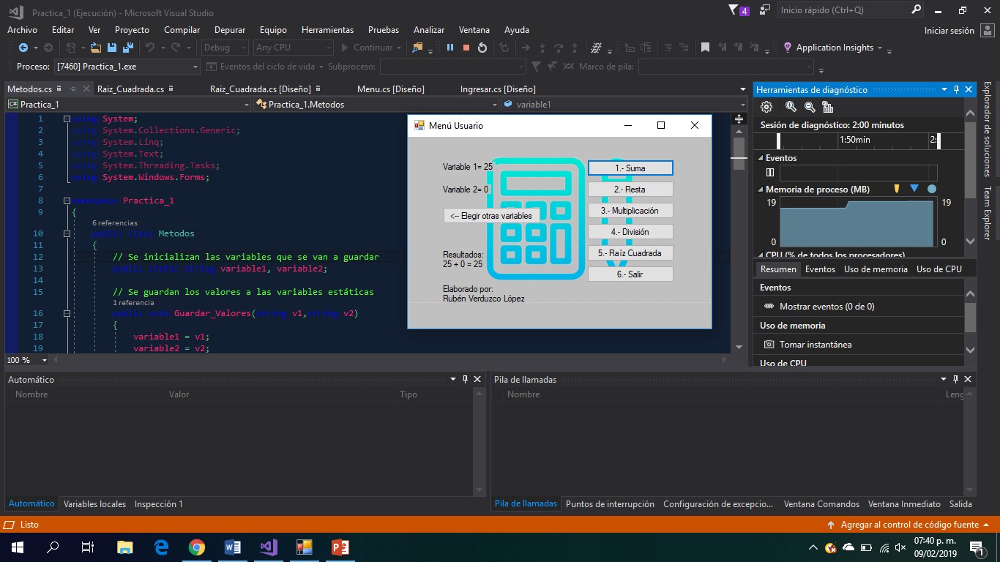 Practica_1 (Ejecución) - Microsoft Visual Studio
4
Inicio rápido (Ctrl+Q)
Archivo Editar Ver Proyecto Compilar Depurar Equipo Herramientas Pruebas Analizar Ventana Ayuda
Iniciar sesión
Debug Any CPU Continuar Application Insights
Proceso: [7460] Practica_1.exe Eventos del ciclo de vida Subproceso: Marco de pila:
Metodos.cs Raiz_Cuadrada.cs Raiz_Cuadrada.cs [Diseño] Menu.cs [Diseño] Ingresar.cs [Diseño]
Practica_1 Practica_1.Metodos variable1
1 using System;
2 using System.Collections.Generic;
3 using System.Linq;
4 using System.Text;
5 using System.Threading.Tasks;
6 using System.Windows.Forms;
7
8 namespace Practica_1
9 {
6 referencias
10 public class Metodos
11 {
12 // Se inicializan las variables que se van a guardar
13 public static string variable1, variable2;
14
15 // Se guardan los valores a las variables estáticas
1 referencia
16 public void Guardar_Valores(string v1,string v2)
17 {
18 variable1 = v1;
19 variable2 = v2;
100 %
Menú Usuario
Variable 1= 25
Variable 2= 0
<-- Elegir otras variables
Resultados:
25 + 0 = 25
Elaborado por:
Rubén Verduzco López
1.- Suma
2.- Resta
3.- Multiplicación
4.- División
5.- Raíz Cuadrada
6.- Salir
Herramientas de diagnóstico
Sesión de diagnóstico: 2:00 minutos
1:50min 2:
Eventos
Memoria de proceso (MB)
19 19
0 0
CPU (% de todos los procesadores)
Resumen Eventos Uso de memoria Uso de CPU
Eventos
Mostrar eventos (0 de 0)
Uso de memoria
Tomar instantánea
Uso de CPU
Explorador de soluciones
Team Explorer
Automático
Nombre Valor Tipo
Pila de llamadas
Nombre Leng
Automático Variables locales Inspección 1
Pila de llamadas Puntos de interrupción Configuración de excepcio... Ventana Comandos Ventana Inmediato Salida
Listo
Agregar al control de código fuente
07:40 p. m.
09/02/2019
1